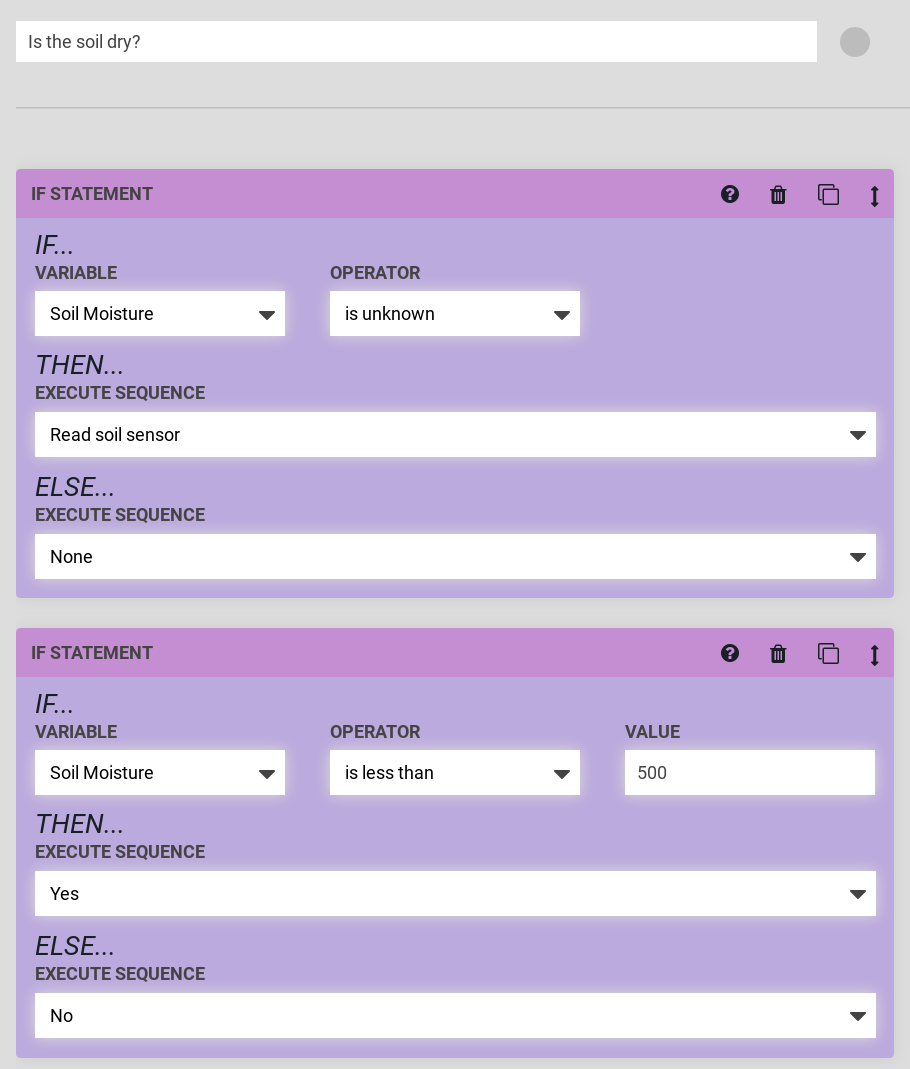 Is the soil dry?
IF STATEMENT
IF...
VARIABLE OPERATOR
Soil Moisture is unknown
THEN...
EXECUTE SEQUENCE
Read soil sensor
ELSE...
EXECUTE SEQUENCE
None
IF STATEMENT
IF...
VARIABLE OPERATOR VALUE
Soil Moisture is less than 500
THEN...
EXECUTE SEQUENCE
Yes
ELSE...
EXECUTE SEQUENCE
No